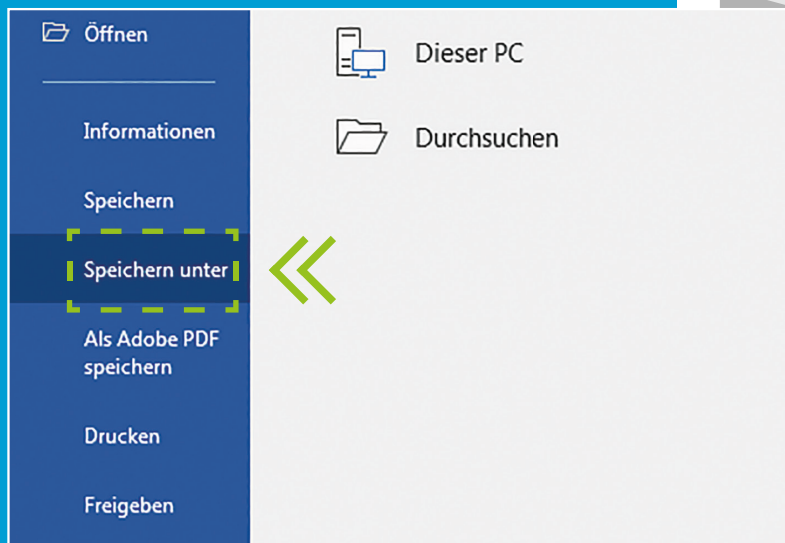 Öffnen
Informationen
Speichern
Speichern unter
Als Adobe PDF
speichern
Drucken
Freigeben
Dieser PC
Durchsuchen